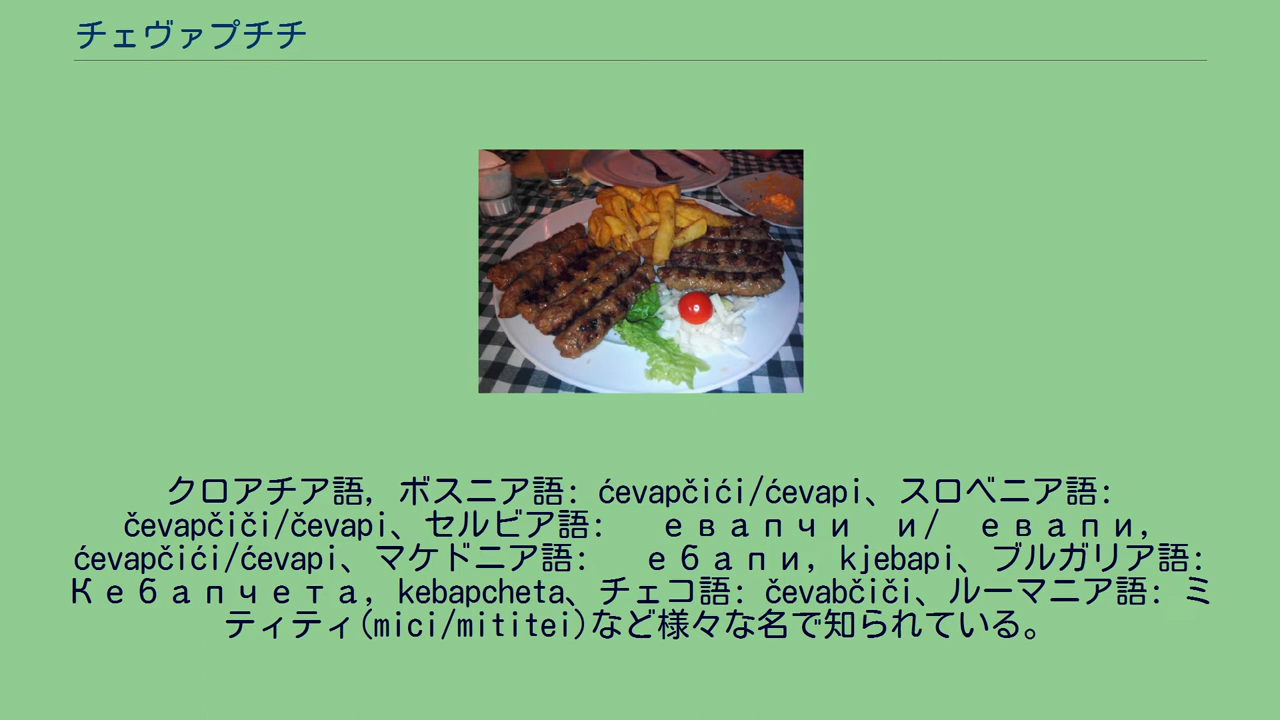 チェヴァプチチ
クロアチア語, ボスニア語: ćevapčići/ćevapi、スロベニア語:
čevapčiči/čevapi、セルビア語: евапчи и/ евапи,
ćevapčići/ćevapi、マケドニア語: ебапи, kjebapi、ブルガリア語:
Кебапчета, kebapcheta、チェコ語: čevabčiči、ルーマニア語: ミ
ティティ(mici/mititei)など様々な名で知られている。